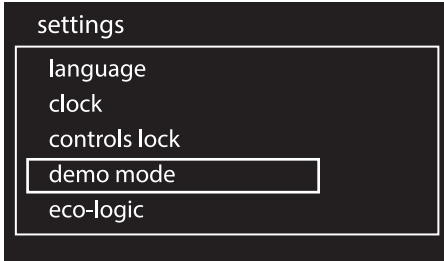 settings
language
clock
controls lock
demo mode
eco-logic